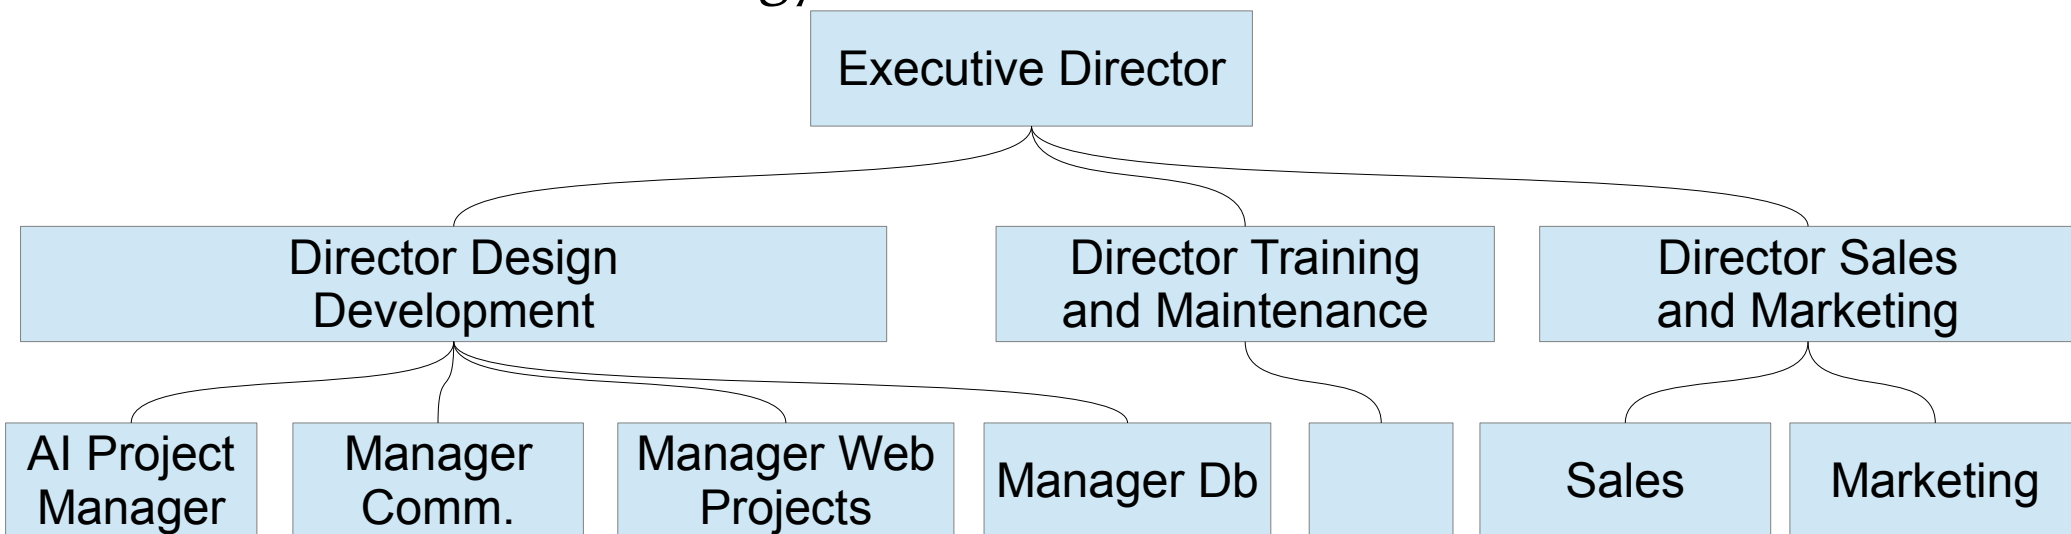 Executive Director
Director Design
Development
Director Training
and Maintenance
Director Sales
and Marketing
AI Project
Manager
Manager
Comm.
Manager Web
Projects
Manager Db
Sales
Marketing